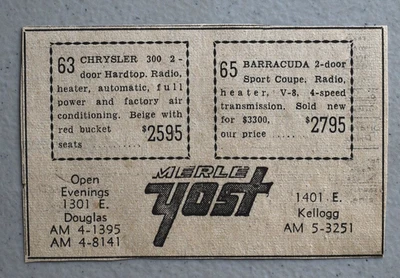 63 CHRYSLER 300 2-
door Hardtop. Radio,
heater, automatic, full
power and factory air
conditioning. Beige with
red bucket
seats ........ $2595
65 BARRACUDA 2-door
Sport Coupe, Radio,
heater, V-8, 4-speed
transmission. Sold new
for $3300,
our price ........ $2795
Open
Evenings
1301 E.
Douglas
AM 4-1395
AM 4-8141
MERLE
yost
1401 E.
Kellogg
AM 5-3251